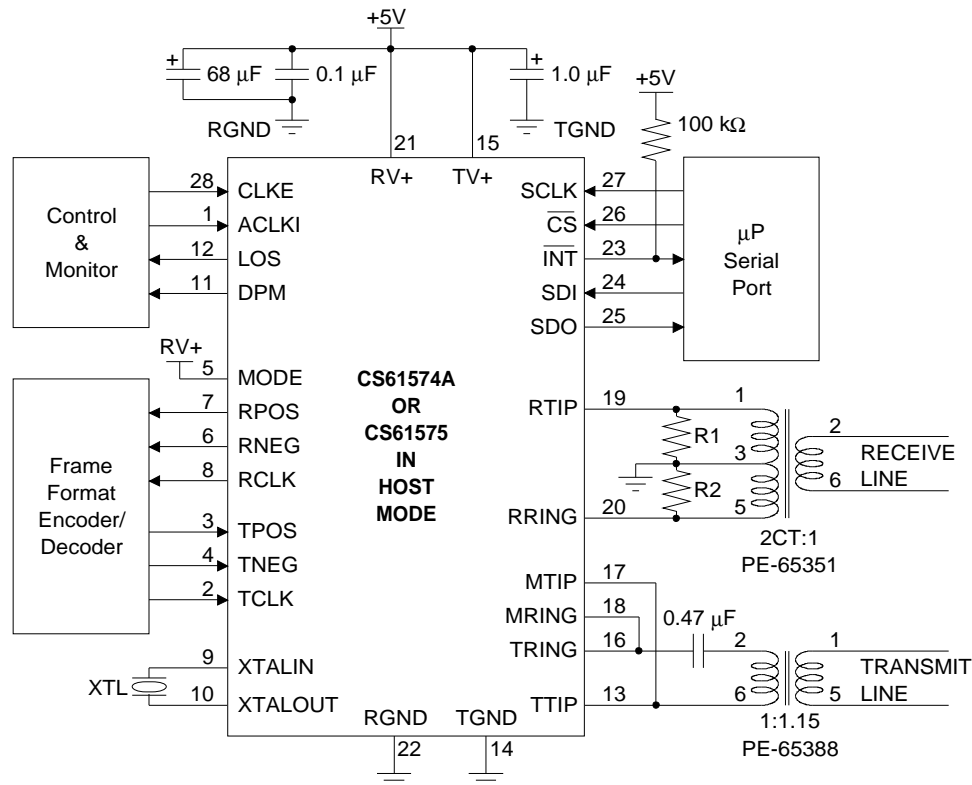 +5V
+
68 µF
0.1 µF
+
1.0 µF
+5V
RGND
TGND
100 kΩ
21
15
RV+
TV+
Control
&
Monitor
28
CLKE
1
ACLKI
12
LOS
11
DPM
SCLK
27
CS
26
INT
23
SDI
24
SDO
25
µP
Serial
Port
RV+
5
MODE
7
RPOS
6
RNEG
8
RCLK
3
TPOS
4
TNEG
2
TCLK
Frame
Format
Encoder/
Decoder
CS61574A
OR
CS61575
IN
HOST
MODE
RTIP
19
R1
R2
RRING
20
1
3
5
2
6
RECEIVE
LINE
2CT:1
PE-65351
MTIP
17
MRING
18
TRING
16
TTIP
13
0.47 µF
2
6
1
5
TRANSMIT
LINE
1:1.15
PE-65388
XTL
9
XTALIN
10
XTALOUT
RGND
TGND
22
14